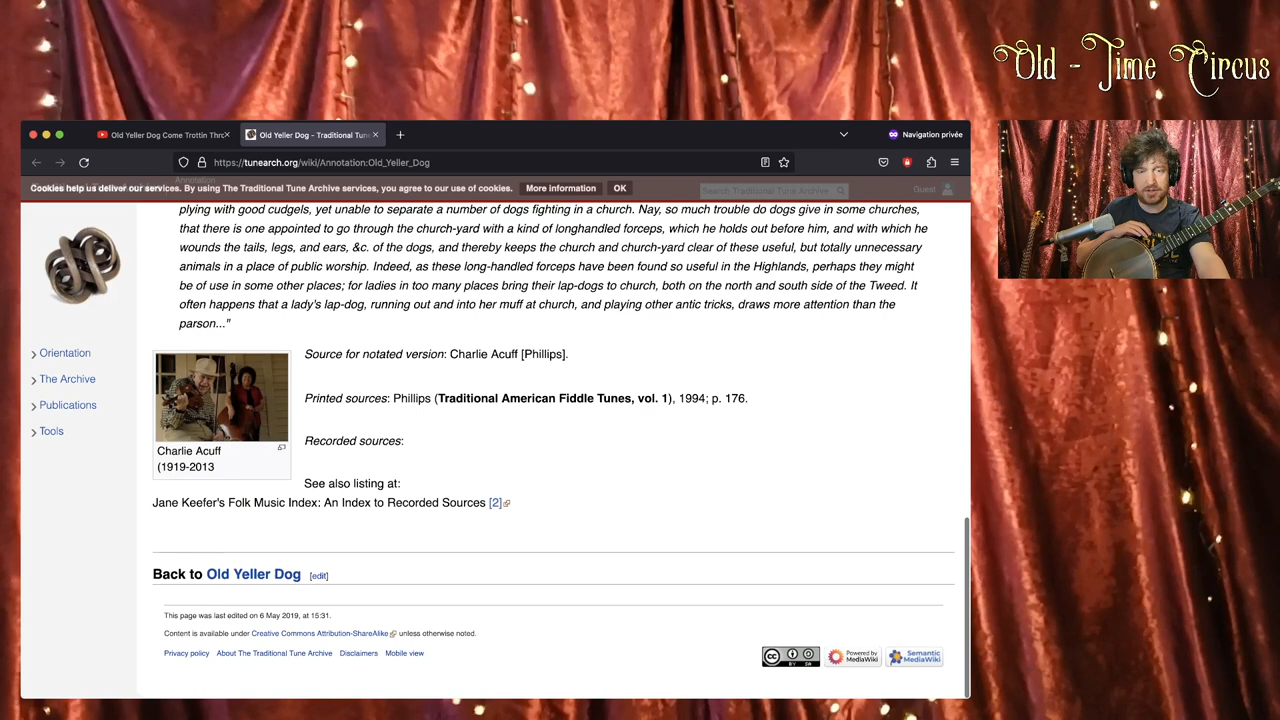 Old - Time Circus
Old Yeller Dog Come Trottin Thro
Old Yeller Dog - Traditional Tun
Navigation privée
https://tunearch.org/wiki/Annotation:Old_Yeller_Dog
Cookies help us deliver our services. By using The Traditional Tune Archive services, you agree to our use of cookies.
More information
OK
Search Traditional Tune Archive
Guest
plying with good cudgels, yet unable to separate a number of dogs fighting in a church. Nay, so much trouble do dogs give in some churches,
that there is one appointed to go through the church-yard with a kind of longhandled forceps, which he holds out before him, and with which he
wounds the tails, legs, and ears, &c. of the dogs, and thereby keeps the church and church-yard clear of these useful, but totally unnecessary
animals in a place of public worship. Indeed, as these long-handled forceps have been found so useful in the Highlands, perhaps they might
be of use in some other places; for ladies in too many places bring their lap-dogs to church, both on the north and south side of the Tweed. It
often happens that a lady's lap-dog, running out and into her muff at church, and playing other antic tricks, draws more attention than the
parson..."
Orientation
The Archive
Publications
Tools
Charlie Acuff
(1919-2013
Source for notated version: Charlie Acuff [Phillips].
Printed sources: Phillips (Traditional American Fiddle Tunes, vol. 1), 1994; p. 176.
Recorded sources:
See also listing at:
Jane Keefer's Folk Music Index: An Index to Recorded Sources [2]
Back to Old Yeller Dog [edit]
This page was last edited on 6 May 2019, at 15:31.
Content is available under Creative Commons Attribution-ShareAlike unless otherwise noted.
Privacy policy About The Traditional Tune Archive Disclaimers Mobile view
cc BY SA
Powered by MediaWiki
Semantic MediaWiki